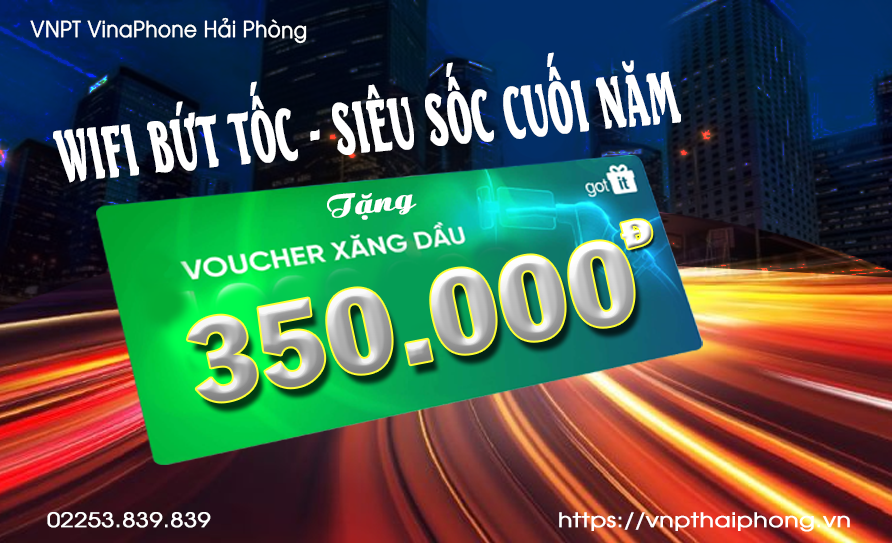 VNPT VinaPhone Hải Phòng
WIFI BỨT TỐC - SIÊU SỐC CUỐI NĂM
Tặng
got it
VOUCHER XĂNG DẦU
350.000Đ
02253.839.839
https://vnpthaiphong.vn